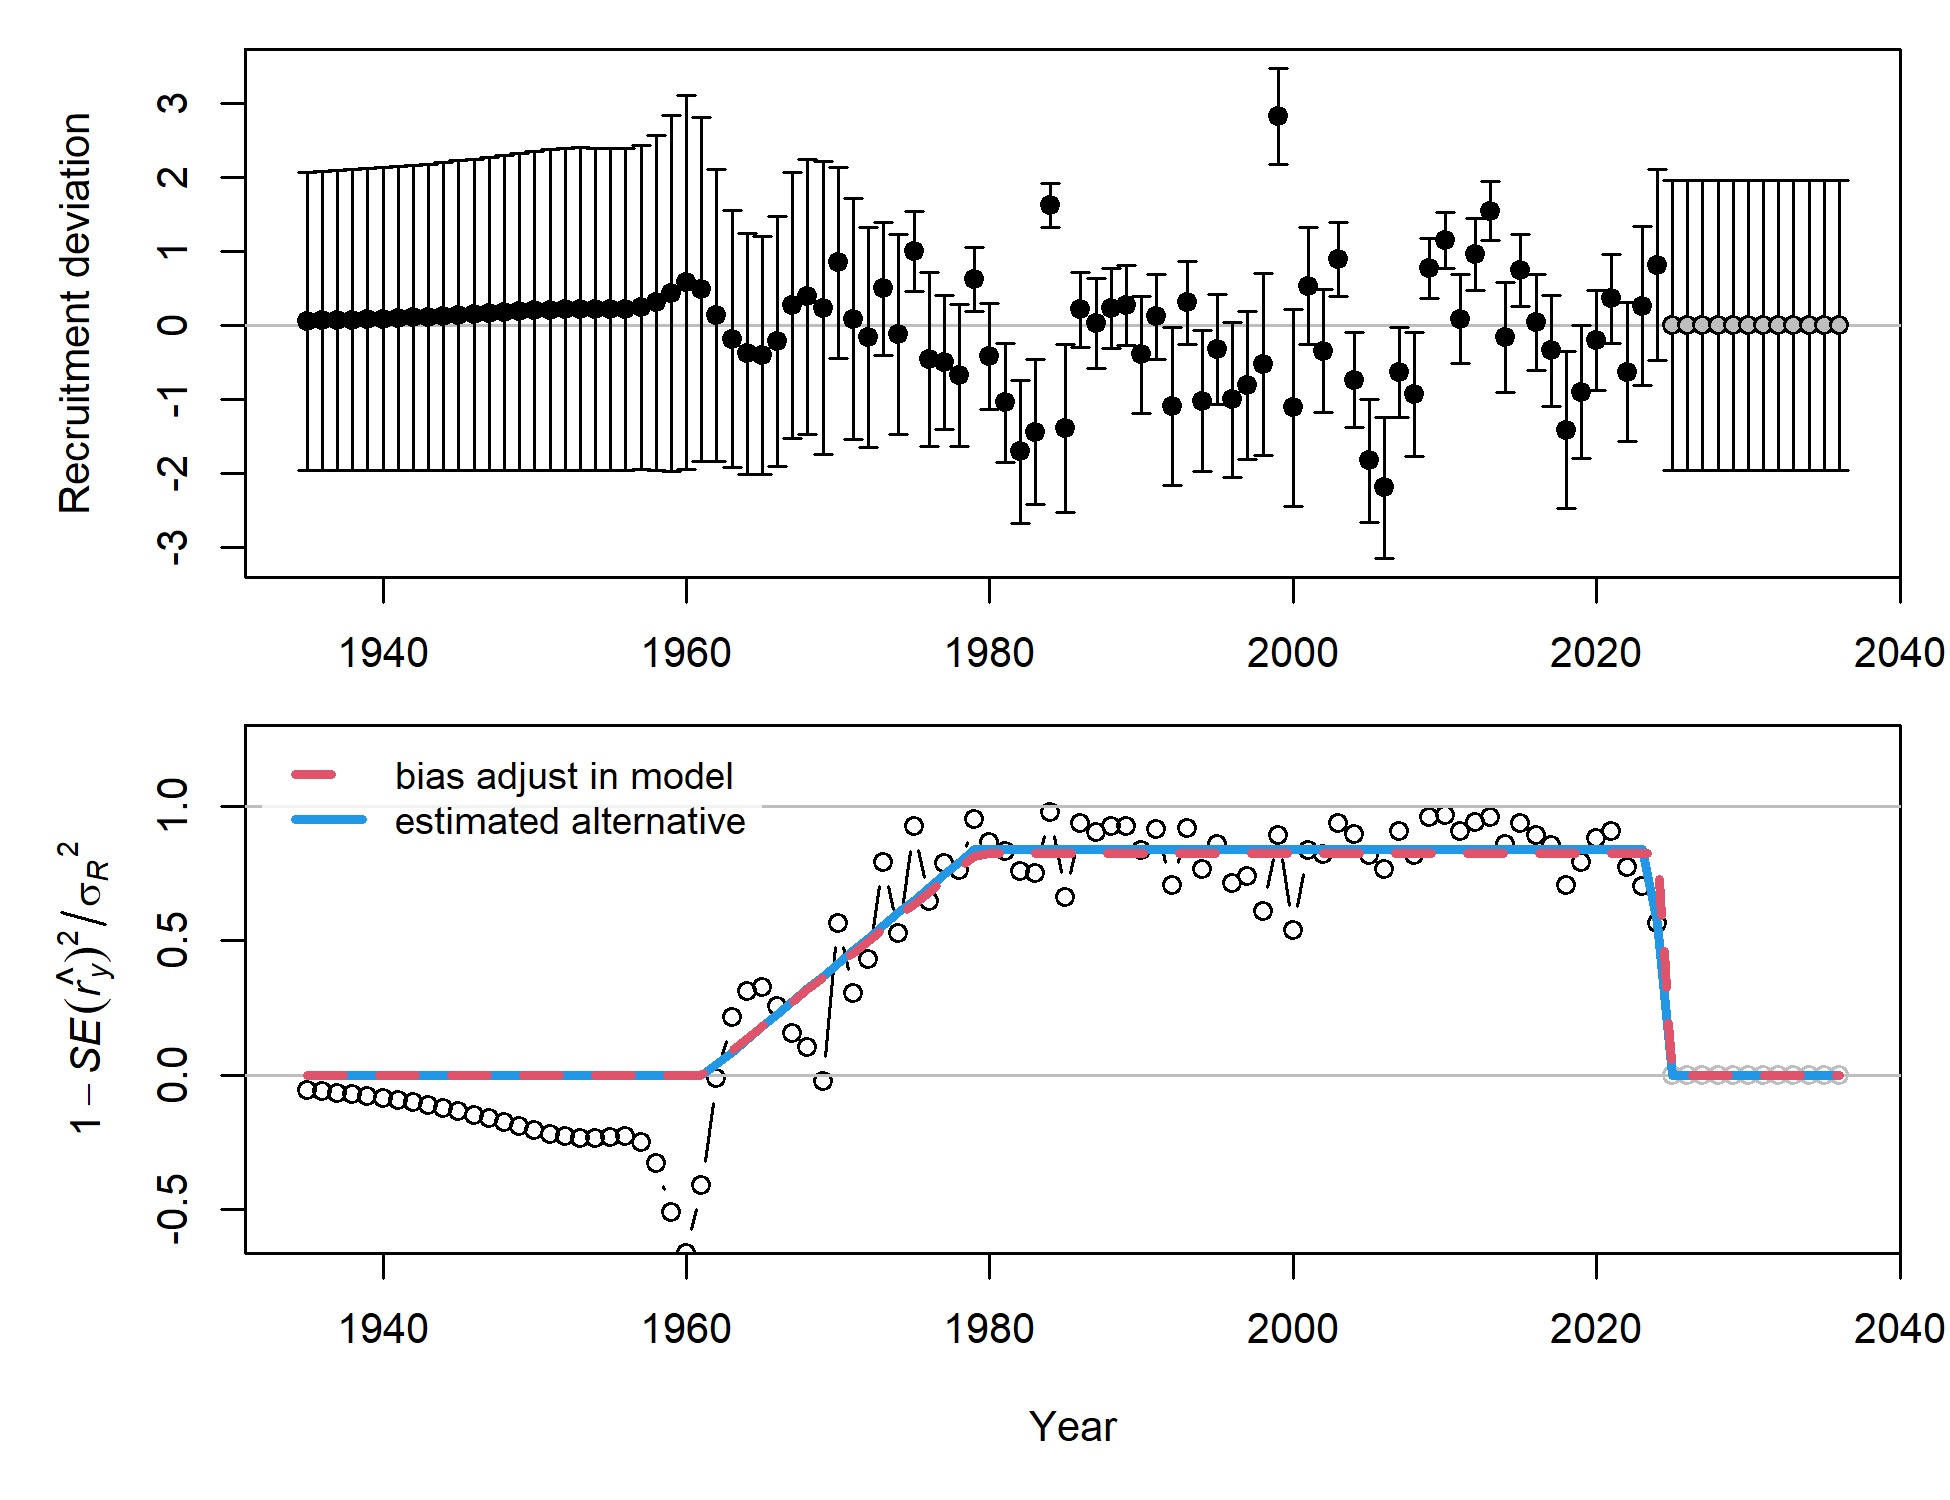 Recruitment deviation
3
2
1
0
-1
-2
-3
1940 1960 1980 2000 2020 2040
bias adjust in model
estimated alternative
1 − SE(r̂y)² / σR²
1.0
0.5
0.0
-0.5
1940 1960 1980 2000 2020 2040
Year